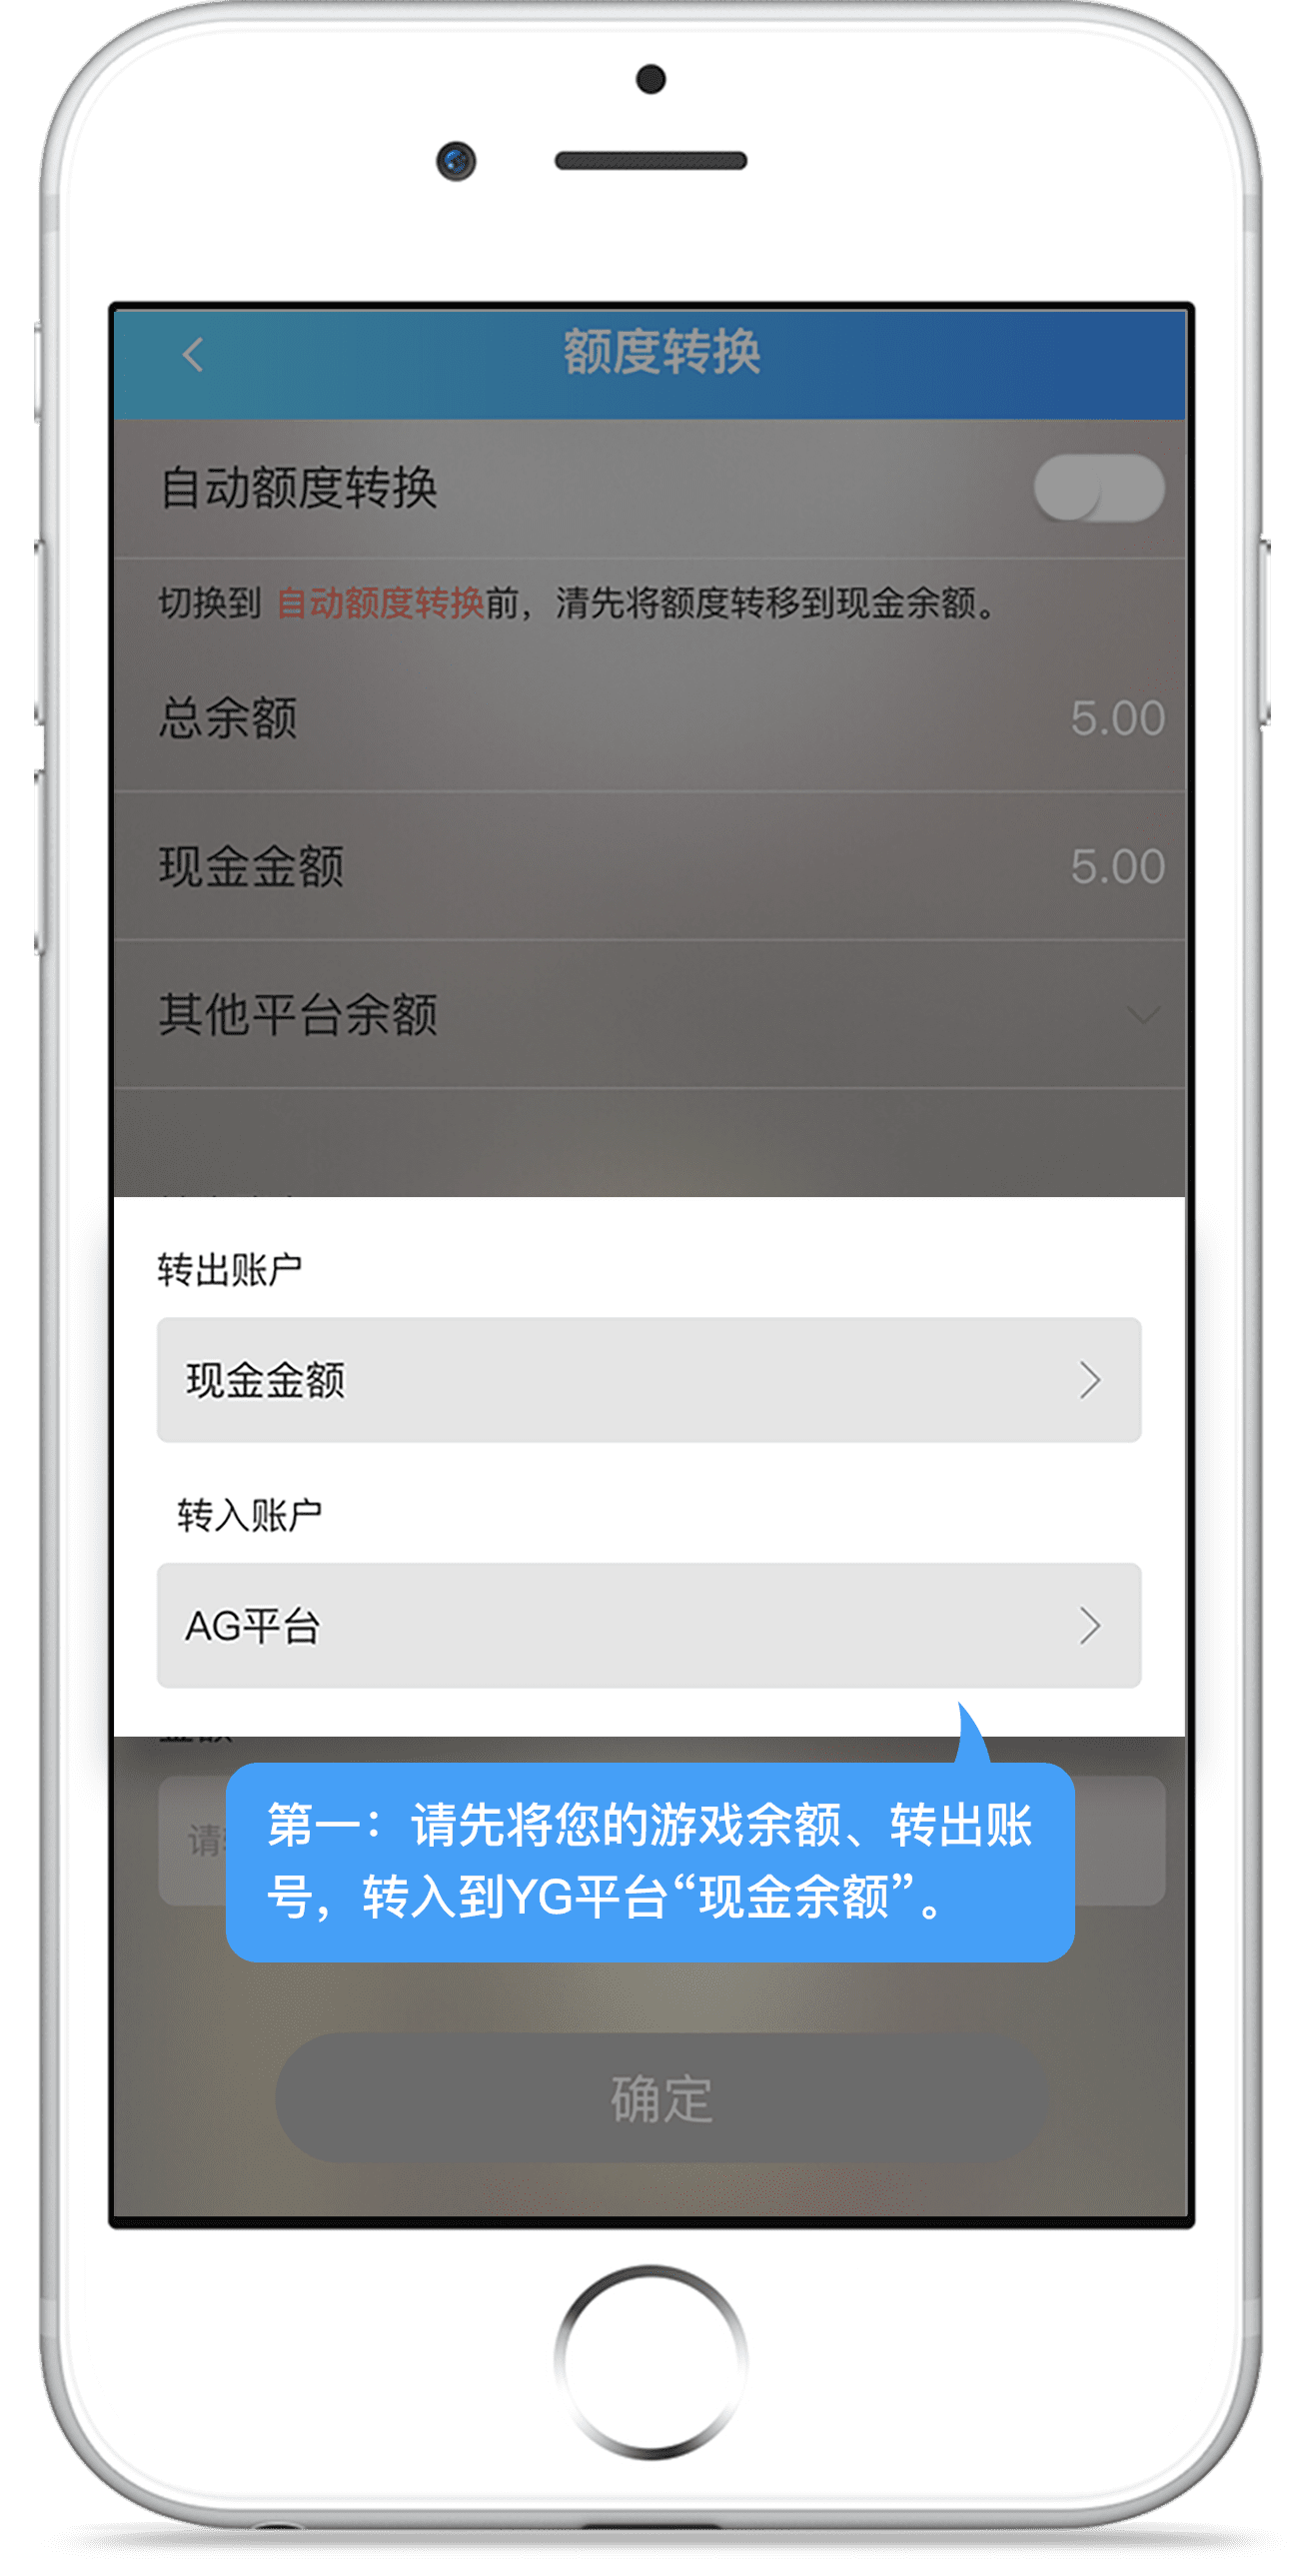 额度转换
自动额度转换
切换到 自动额度转换前，清先将额度转移到现金余额。
总余额 5.00
现金金额 5.00
其他平台余额
转出账户
现金金额
转入账户
AG平台
金额
请
第一：请先将您的游戏余额、转出账
号，转入到YG平台“现金余额”。
确定